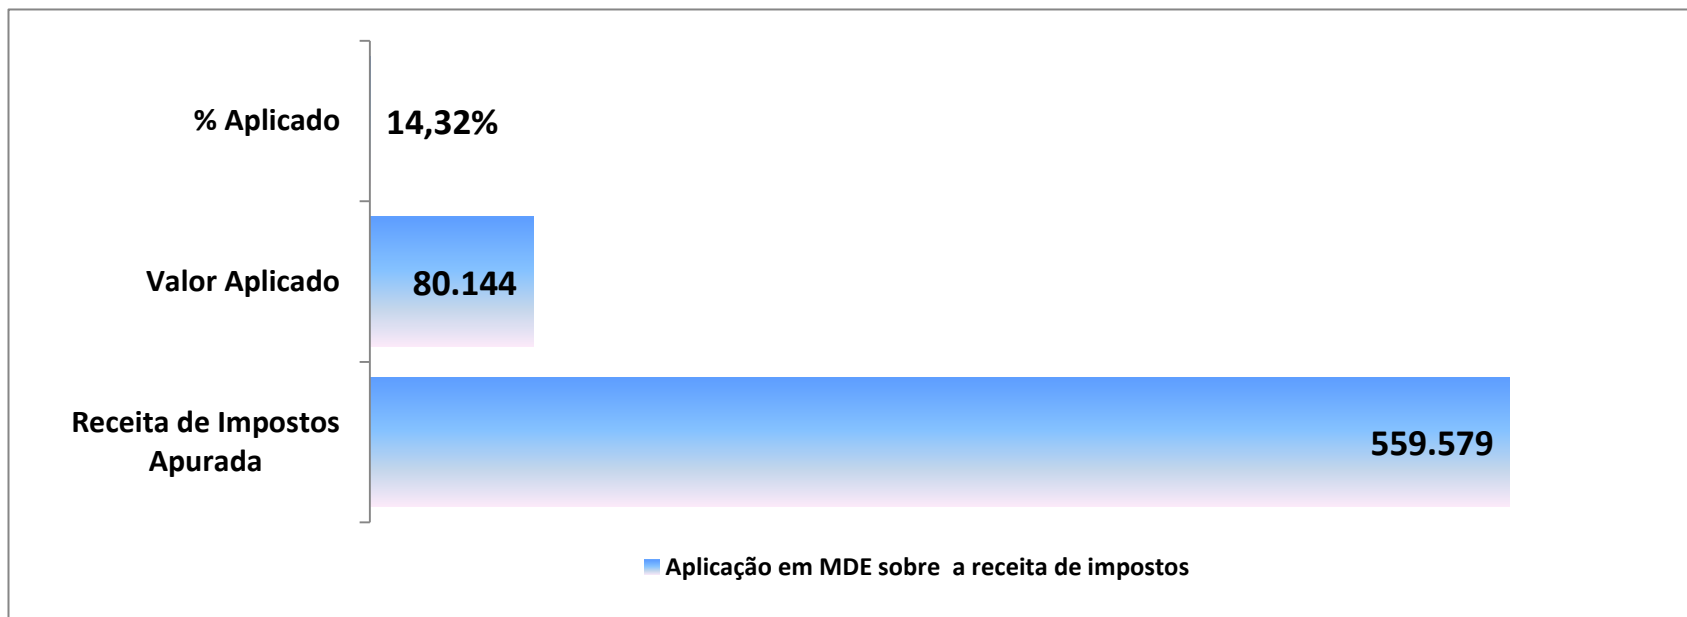 % Aplicado
14,32%
Valor Aplicado
80.144
Receita de Impostos
Apurada
559.579
Aplicação em MDE sobre  a receita de impostos